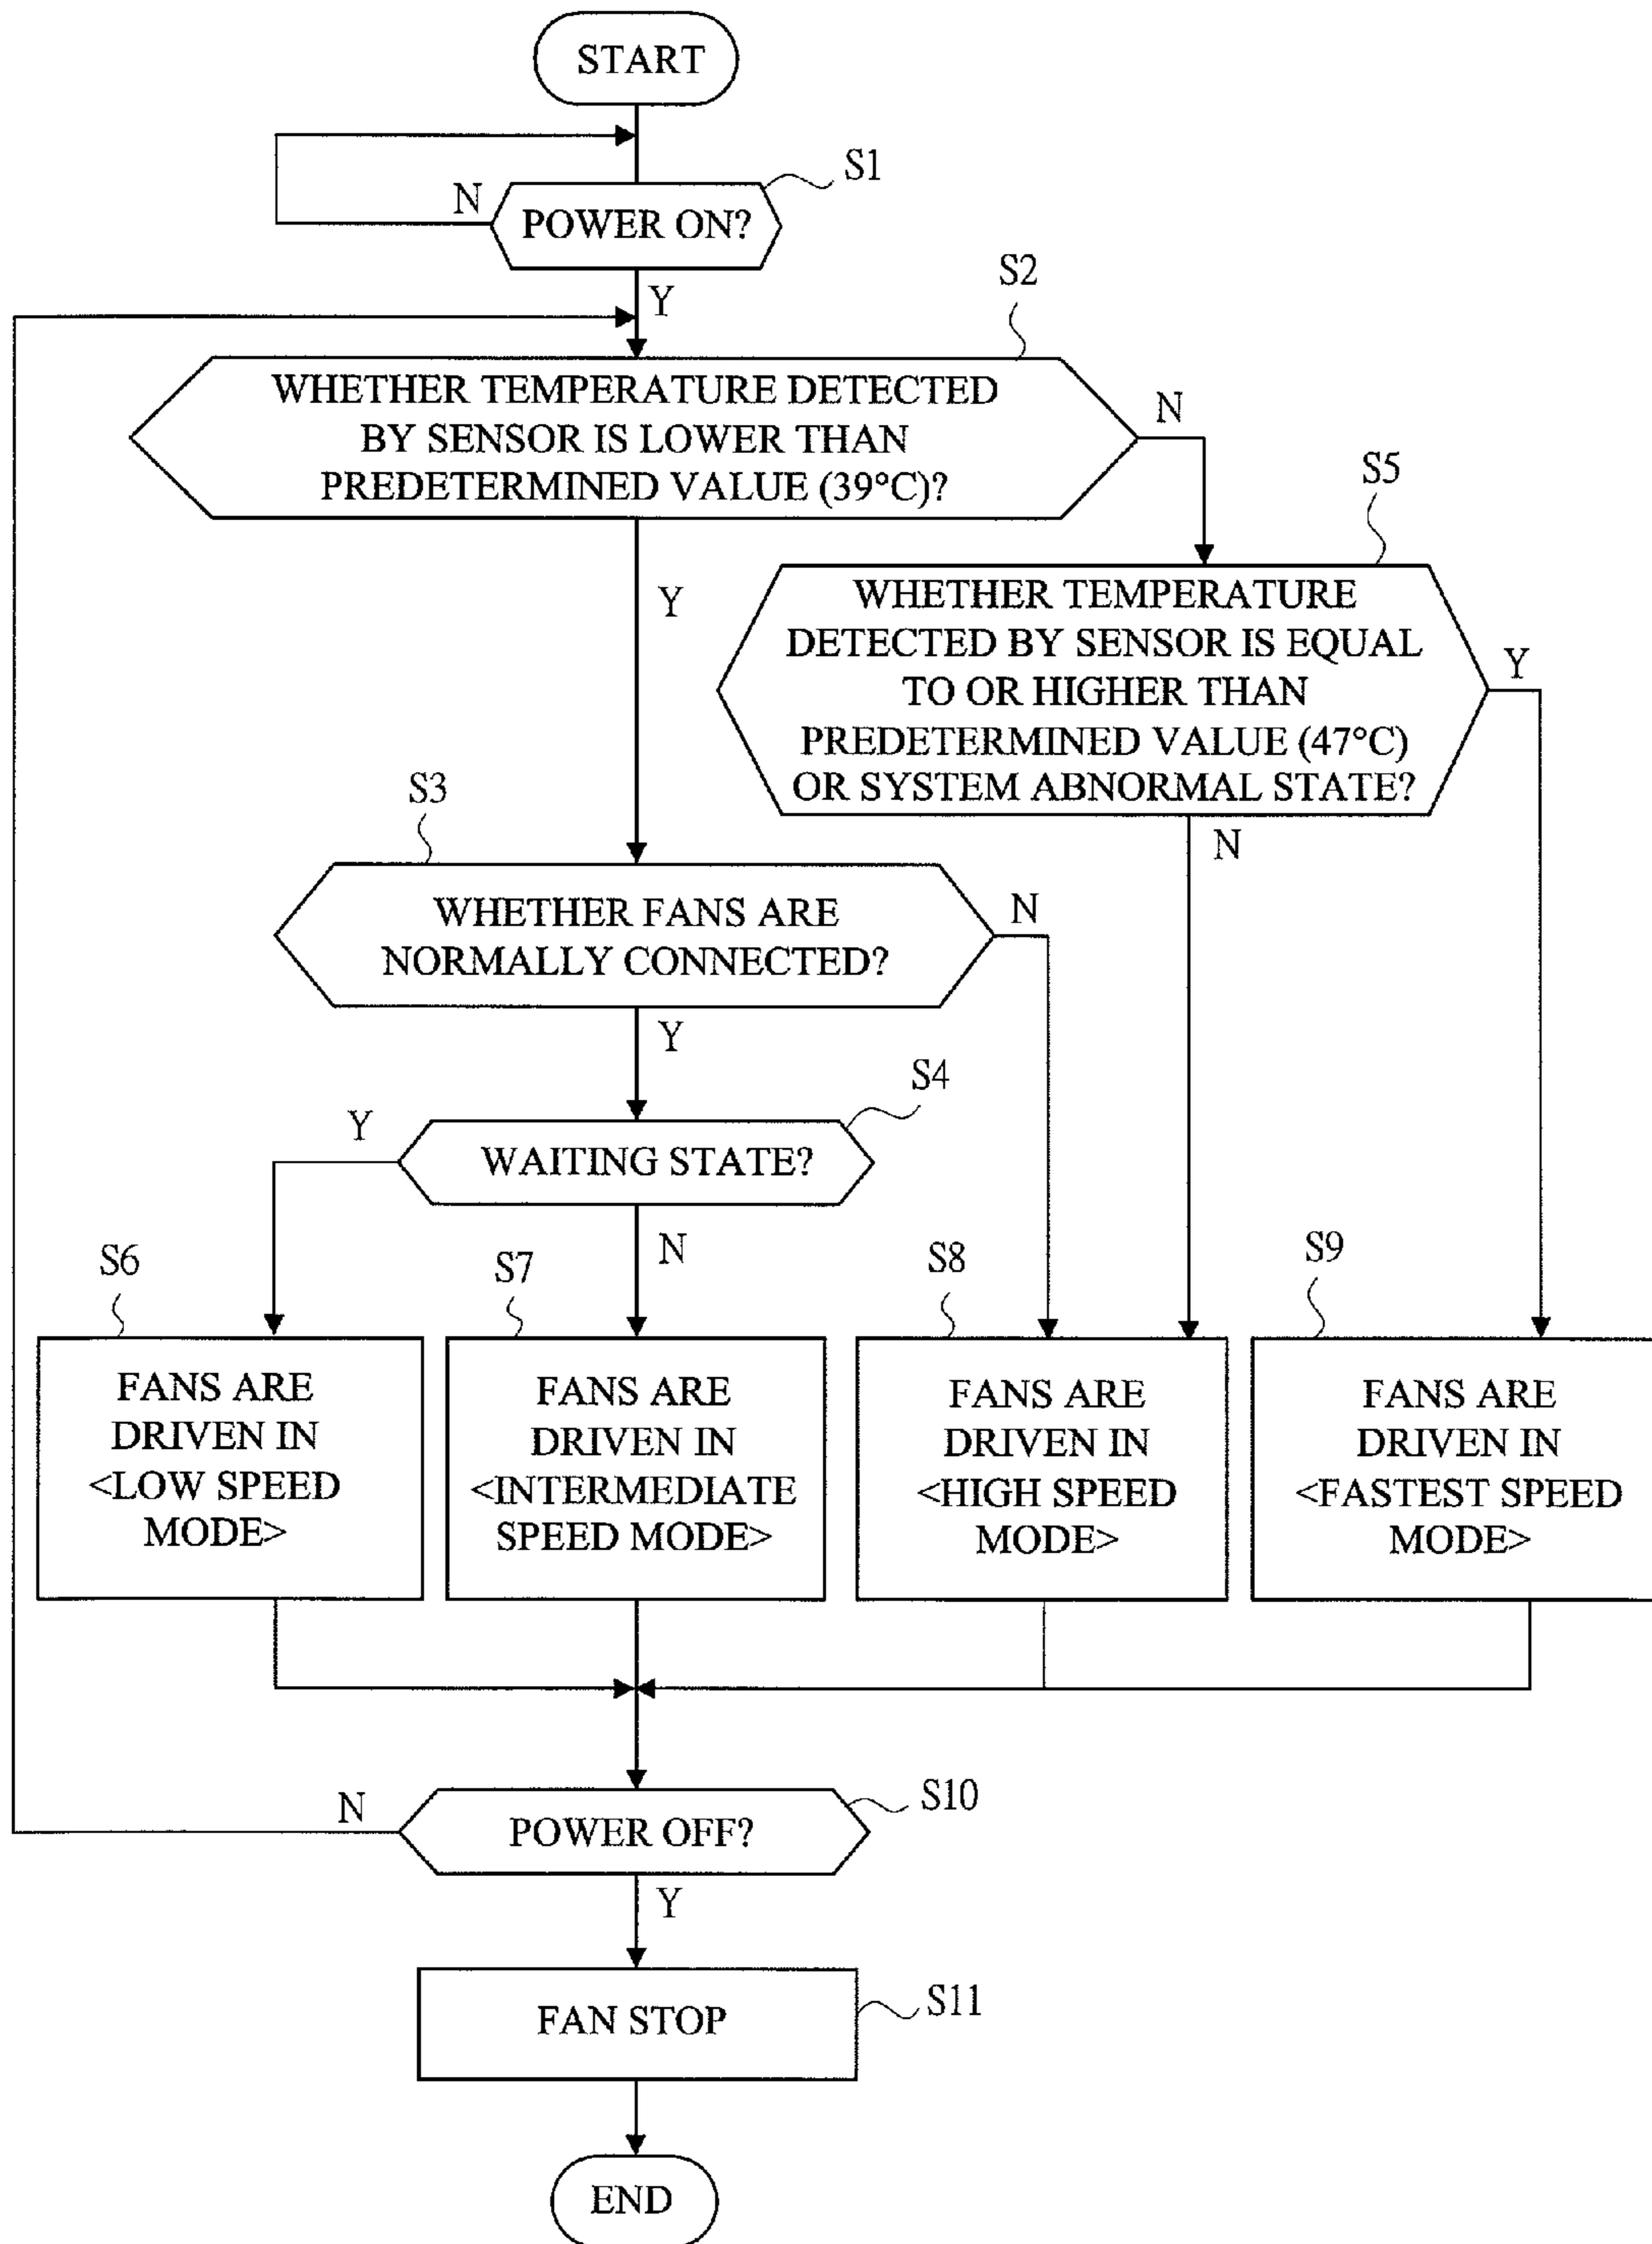 START
S1
N
POWER ON?
Y
S2
WHETHER TEMPERATURE DETECTED
BY SENSOR IS LOWER THAN
PREDETERMINED VALUE (39°C)?
N
S5
Y
WHETHER TEMPERATURE
DETECTED BY SENSOR IS EQUAL
TO OR HIGHER THAN
PREDETERMINED VALUE (47°C)
OR SYSTEM ABNORMAL STATE?
Y
N
S3
WHETHER FANS ARE
NORMALLY CONNECTED?
N
Y
S4
Y
WAITING STATE?
N
S6
FANS ARE
DRIVEN IN
<LOW SPEED
MODE>
S7
FANS ARE
DRIVEN IN
<INTERMEDIATE
SPEED MODE>
S8
FANS ARE
DRIVEN IN
<HIGH SPEED
MODE>
S9
FANS ARE
DRIVEN IN
<FASTEST SPEED
MODE>
N
POWER OFF?
S10
Y
FAN STOP
S11
END